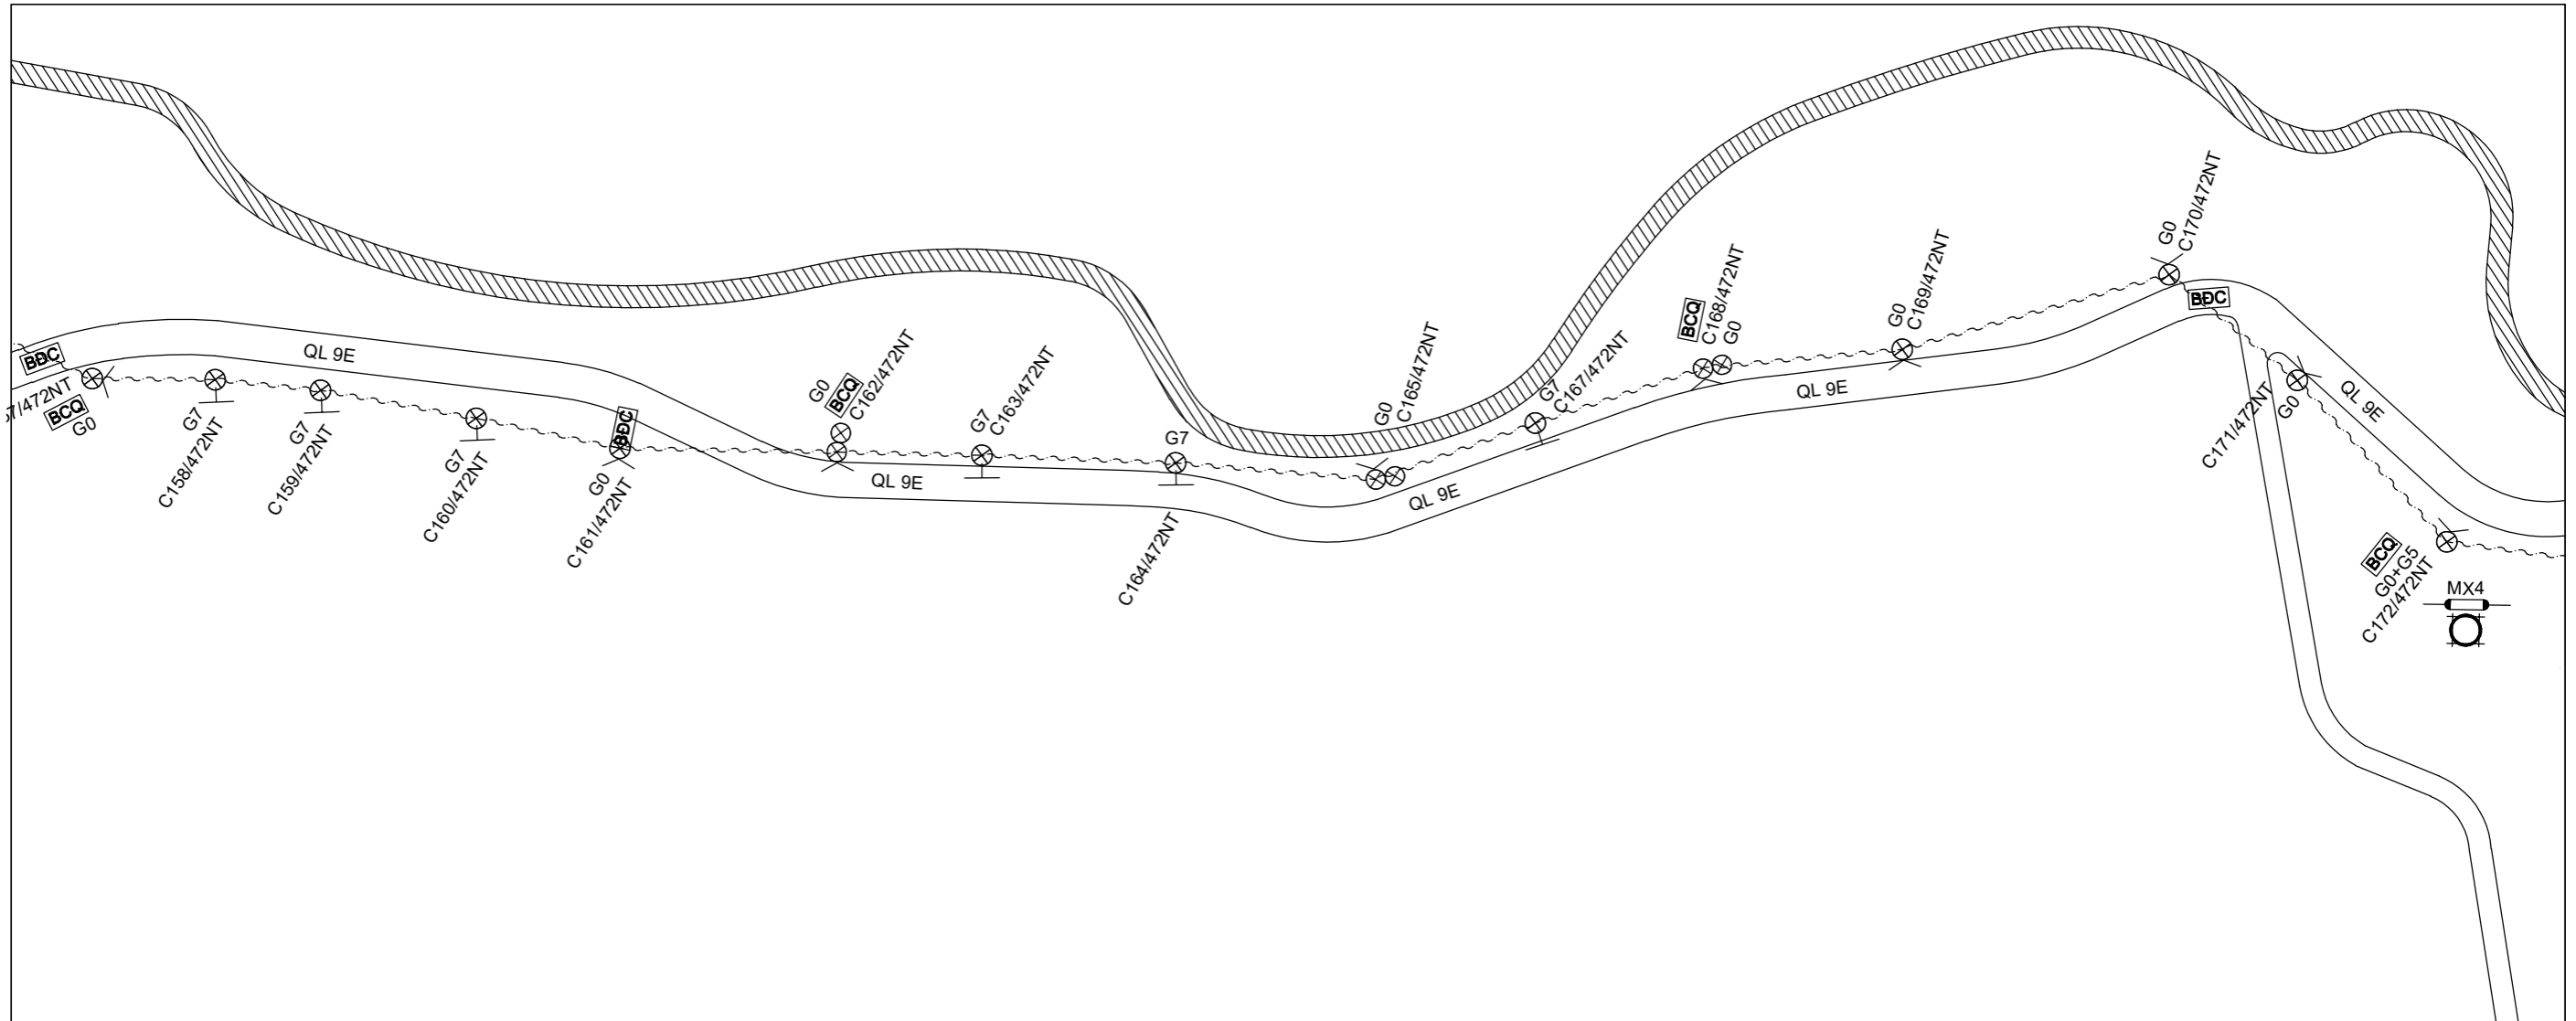 BĐC
57/472NT
BCQ
G0
QL 9E
G7
C158/472NT
G7
C159/472NT
G7
C160/472NT
BĐC
G0
C161/472NT
G0
BCQ
C162/472NT
QL 9E
G7
C163/472NT
G7
C164/472NT
G0
C165/472NT
QL 9E
G7
C167/472NT
BCQ
C168/472NT
G0
QL 9E
G0
C169/472NT
G0
C170/472NT
BĐC
QL 9E
C171/472NT
G0
BCQ
G0+G5
C172/472NT
MX4